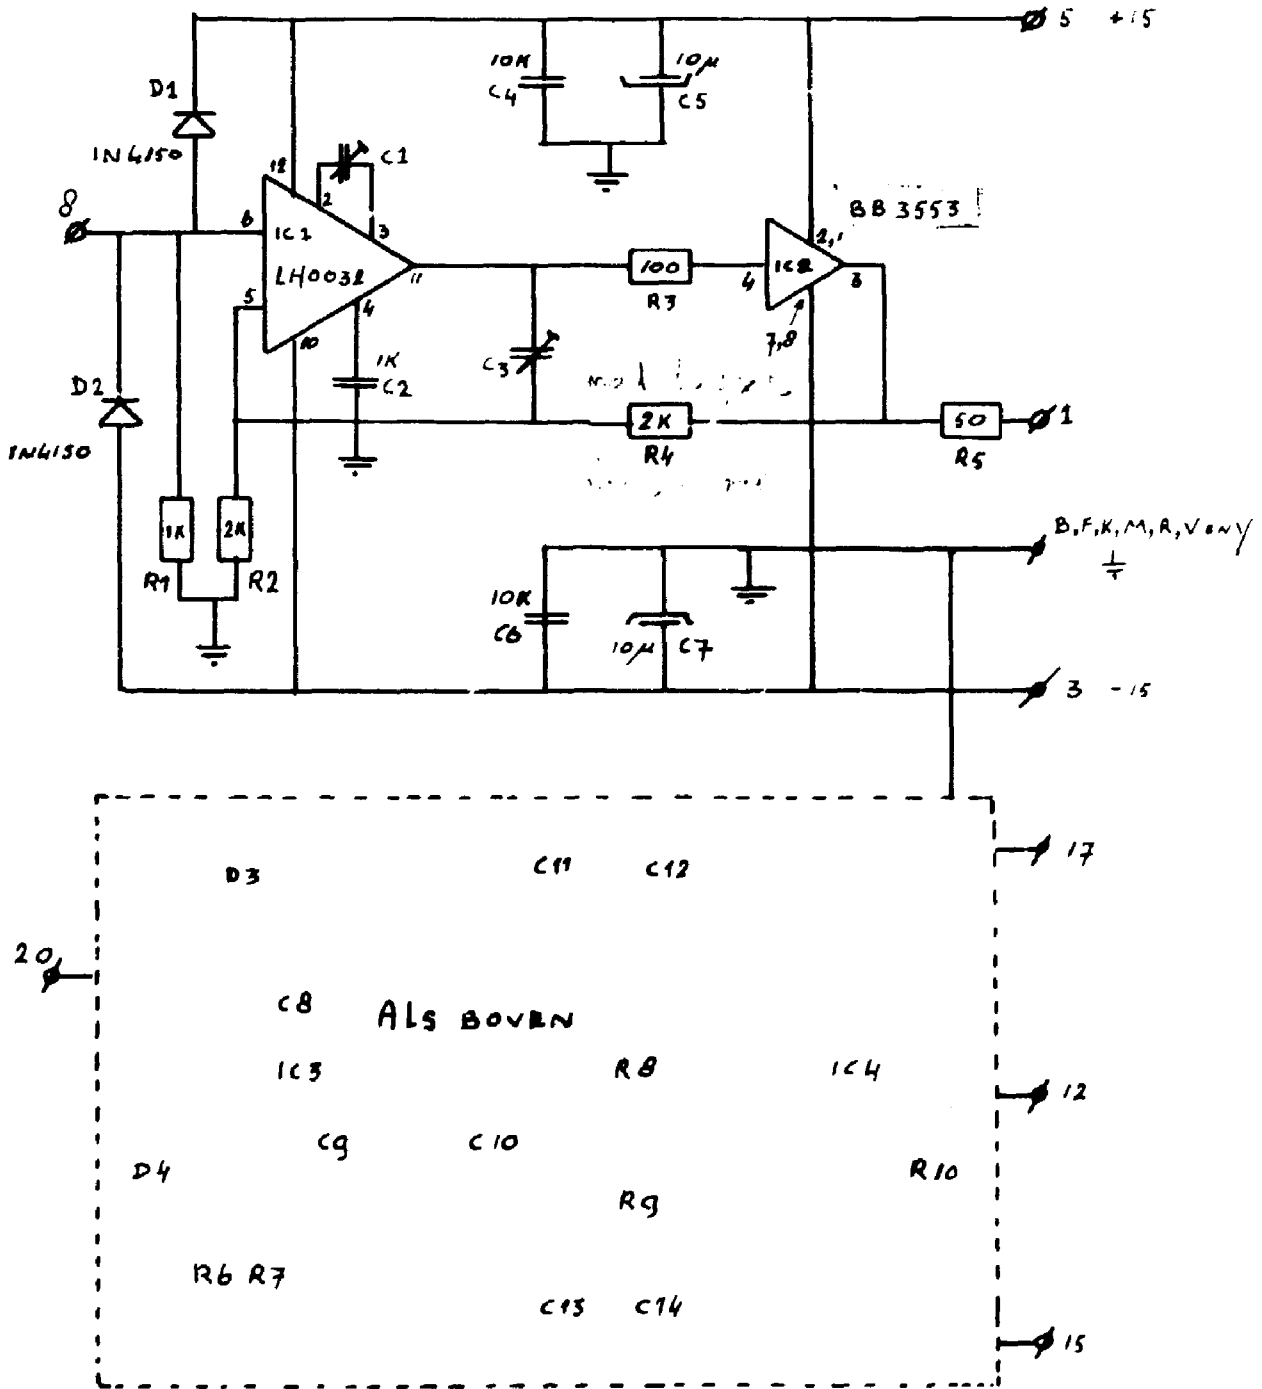 5 +15
10K
C4
10µ
C5
D1
1N4150
12
C1
2
3
8
6
IC1
LH0032
11
5
4
10
BB3553
2,1
100
R3
4
IC2
3
7,8
1K
C2
C3
D2
1N4150
2K
R4
50
R5
1
1K
R1
2K
R2
B,F,K,M,R,V en Y
10K
C6
10µ
C7
3 -15
17
D3
C11
C12
20
C8
ALS BOVEN
IC3
R8
IC4
12
C9
C10
D4
R10
R9
R6 R7
C13
C14
15